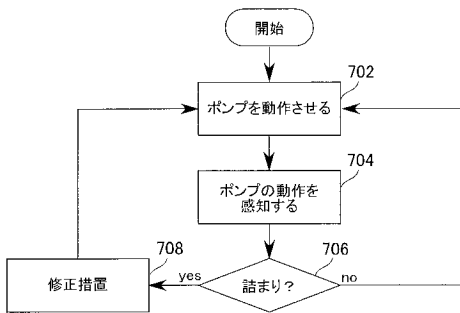 開始
702
ポンプを動作させる
704
ポンプの動作を
感知する
706
詰まり？
yes
no
708
修正措置